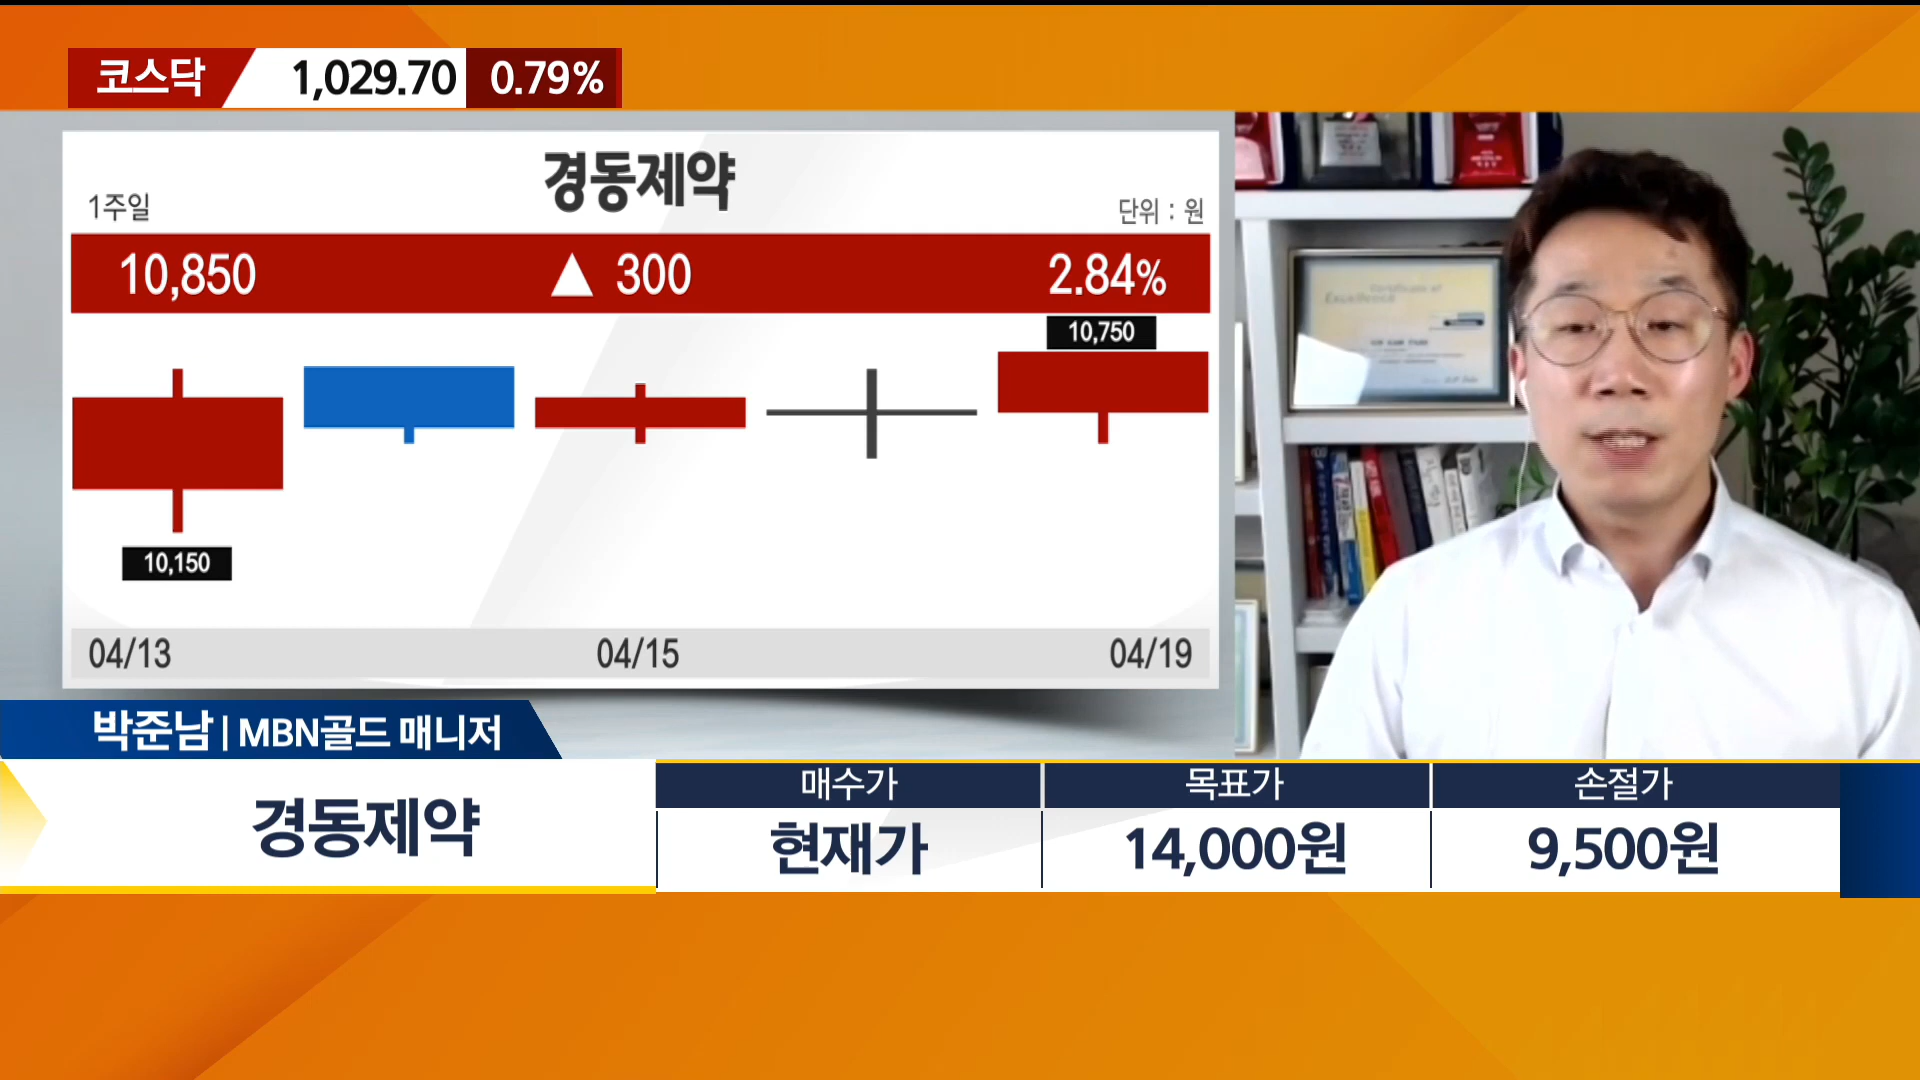 코스닥 1,029.70 0.79%
경동제약
1주일
단위 : 원
10,850 ▲ 300 2.84%
10,750
10,150
04/13 04/15 04/19
박준남 | MBN골드 매니저
경동제약
매수가 목표가 손절가
현재가 14,000원 9,500원
Certificate of
Excellence